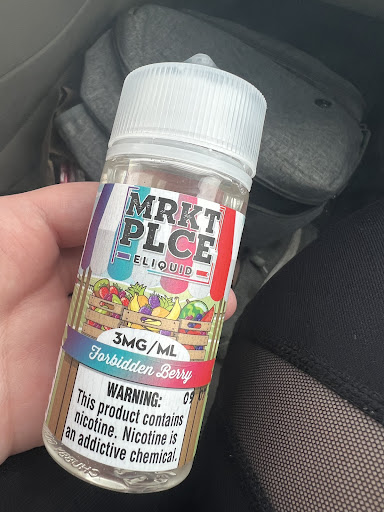 MRKT
PLCE
ELIQUID
3MG/ML
Forbidden Berry
WARNING:
This product contains
nicotine. Nicotine is
an addictive chemical.